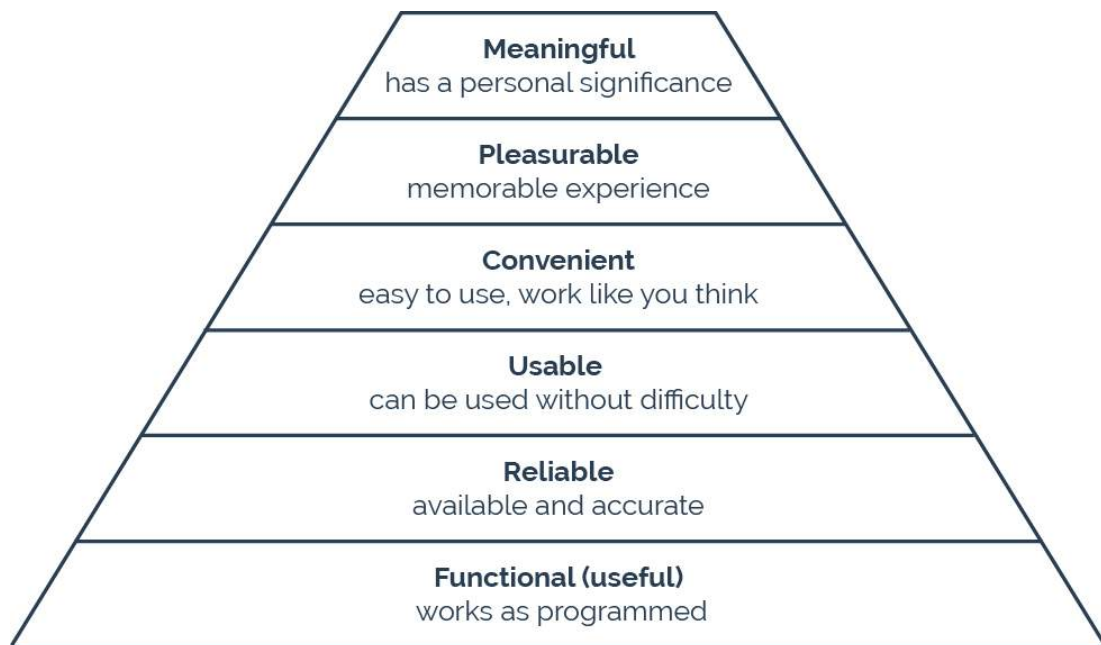 Meaningful
has a personal significance
Pleasurable
memorable experience
Convenient
easy to use, work like you think
Usable
can be used without difficulty
Reliable
available and accurate
Functional (useful)
works as programmed